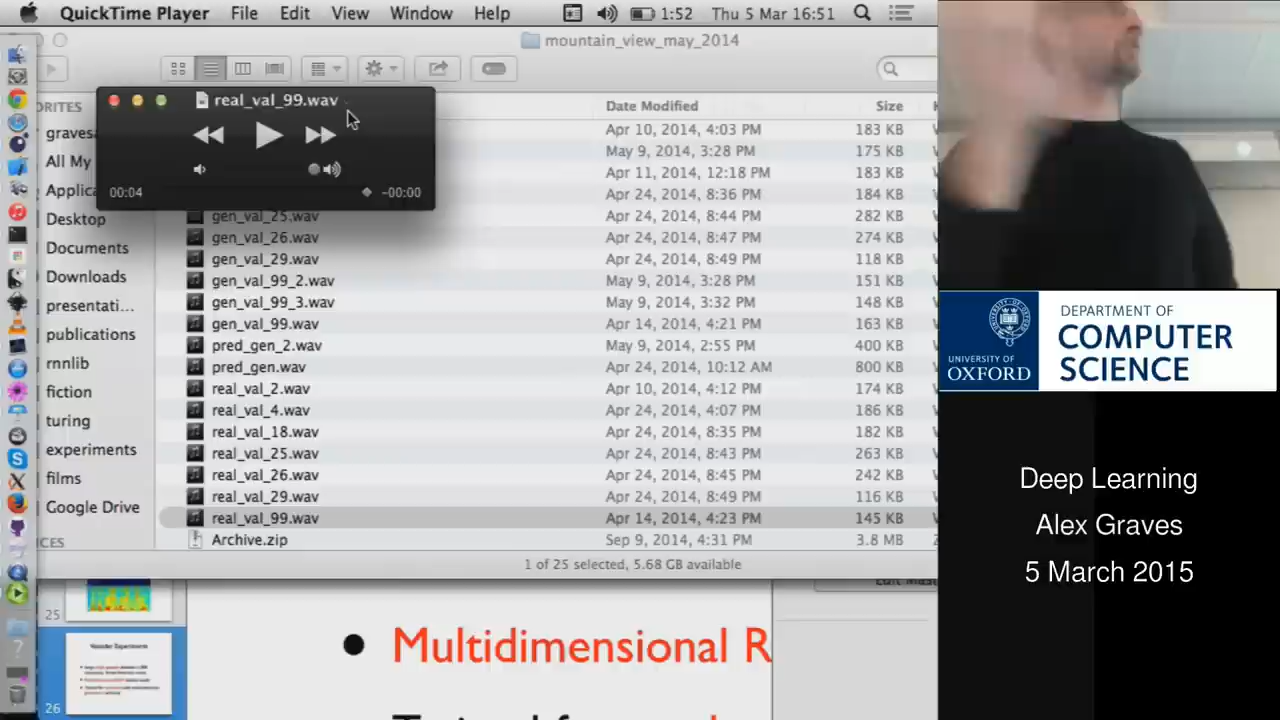 QuickTime Player File Edit View Window Help 1:52 Thu 5 Mar 16:51
mountain_view_may_2014
real_val_99.wav
00:04 -00:00
ORITES
gravesa
All My
Applica
Desktop
Documents
Downloads
presentati...
publications
rnnlib
fiction
turing
experiments
films
Google Drive
CES
Date Modified Size
Apr 10, 2014, 4:03 PM 183 KB
May 9, 2014, 3:28 PM 175 KB
Apr 11, 2014, 12:18 PM 183 KB
Apr 24, 2014, 8:36 PM 184 KB
gen_val_25.wav Apr 24, 2014, 8:44 PM 282 KB
gen_val_26.wav Apr 24, 2014, 8:47 PM 274 KB
gen_val_29.wav Apr 24, 2014, 8:49 PM 118 KB
gen_val_99_2.wav May 9, 2014, 3:28 PM 151 KB
gen_val_99_3.wav May 9, 2014, 3:32 PM 148 KB
gen_val_99.wav Apr 14, 2014, 4:21 PM 163 KB
pred_gen_2.wav May 9, 2014, 2:55 PM 400 KB
pred_gen.wav Apr 24, 2014, 10:12 AM 800 KB
real_val_2.wav Apr 10, 2014, 4:12 PM 174 KB
real_val_4.wav Apr 24, 2014, 4:07 PM 186 KB
real_val_18.wav Apr 24, 2014, 8:35 PM 182 KB
real_val_25.wav Apr 24, 2014, 8:43 PM 263 KB
real_val_26.wav Apr 24, 2014, 8:45 PM 242 KB
real_val_29.wav Apr 24, 2014, 8:49 PM 116 KB
real_val_99.wav Apr 14, 2014, 4:23 PM 145 KB
Archive.zip Sep 9, 2014, 4:31 PM 3.8 MB
1 of 25 selected, 5.68 GB available
25
26
• Multidimensional R
UNIVERSITY OF
OXFORD
DEPARTMENT OF
COMPUTER
SCIENCE
Deep Learning
Alex Graves
5 March 2015